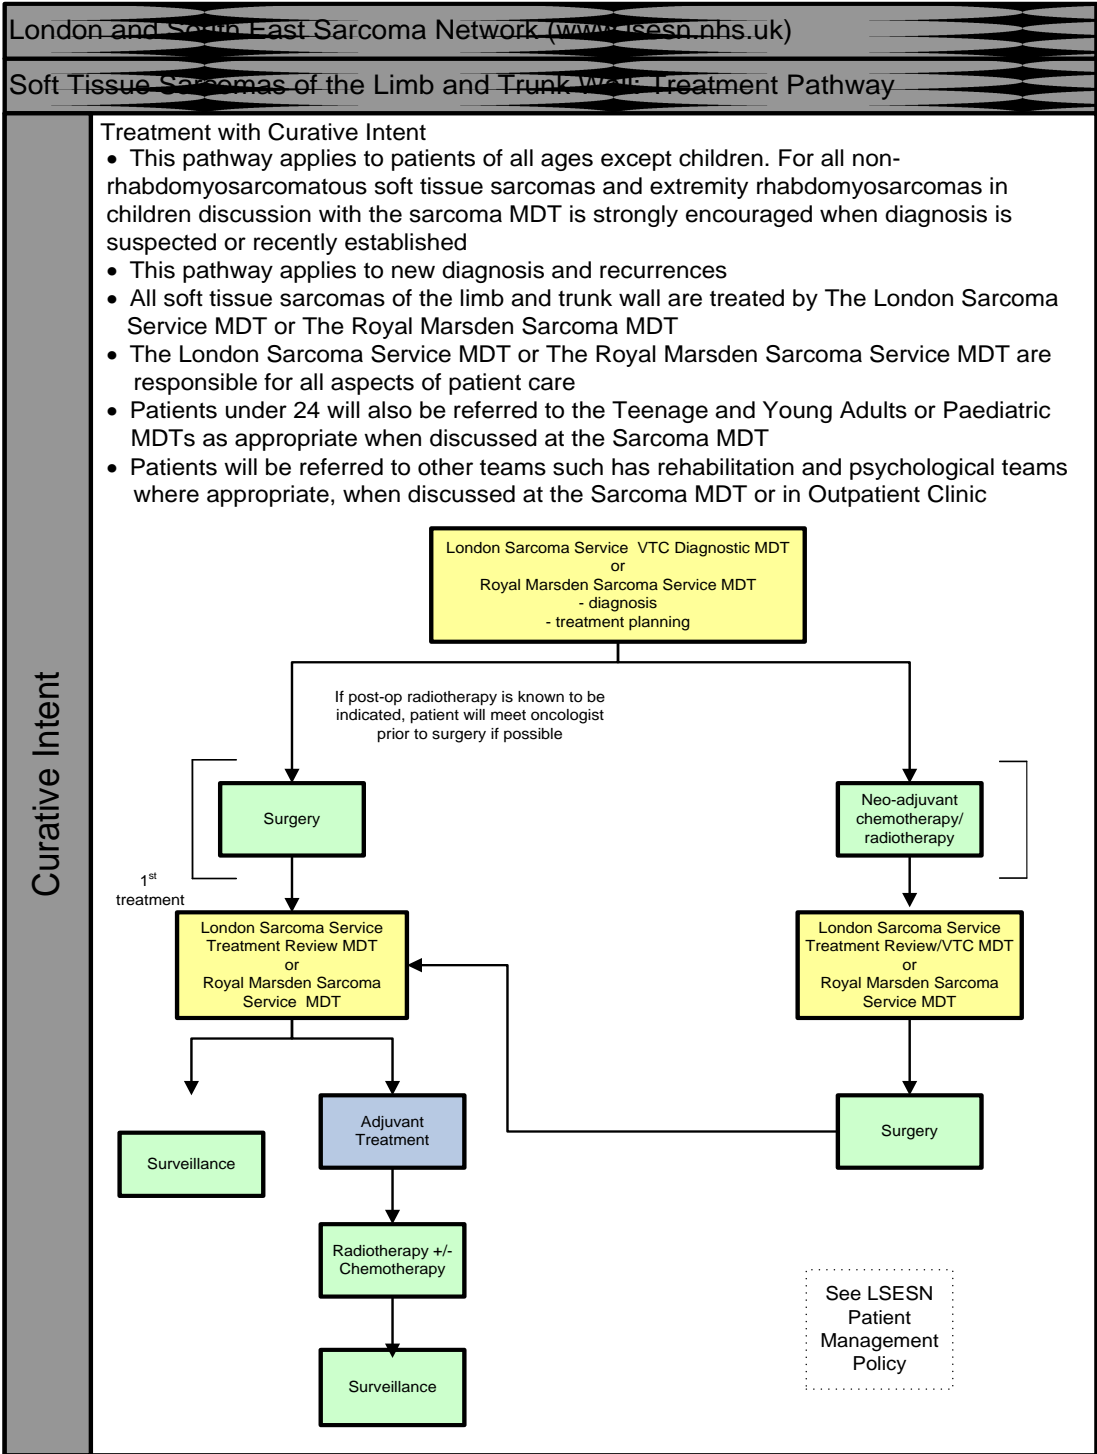 London and South East Sarcoma Network (www.lsesn.nhs.uk)
Soft Tissue Sarcomas of the Limb and Trunk Wall: Treatment Pathway
Curative Intent
Treatment with Curative Intent
• This pathway applies to patients of all ages except children. For all non-
rhabdomyosarcomatous soft tissue sarcomas and extremity rhabdomyosarcomas in
children discussion with the sarcoma MDT is strongly encouraged when diagnosis is
suspected or recently established
• This pathway applies to new diagnosis and recurrences
• All soft tissue sarcomas of the limb and trunk wall are treated by The London Sarcoma
Service MDT or The Royal Marsden Sarcoma MDT
• The London Sarcoma Service MDT or The Royal Marsden Sarcoma Service MDT are
responsible for all aspects of patient care
• Patients under 24 will also be referred to the Teenage and Young Adults or Paediatric
MDTs as appropriate when discussed at the Sarcoma MDT
• Patients will be referred to other teams such has rehabilitation and psychological teams
where appropriate, when discussed at the Sarcoma MDT or in Outpatient Clinic
London Sarcoma Service VTC Diagnostic MDT
or
Royal Marsden Sarcoma Service MDT
- diagnosis
- treatment planning
If post-op radiotherapy is known to be
indicated, patient will meet oncologist
prior to surgery if possible
Surgery
Neo-adjuvant
chemotherapy/
radiotherapy
1st
treatment
London Sarcoma Service
Treatment Review MDT
or
Royal Marsden Sarcoma
Service MDT
London Sarcoma Service
Treatment Review/VTC MDT
or
Royal Marsden Sarcoma
Service MDT
Adjuvant
Treatment
Surgery
Surveillance
Radiotherapy +/-
Chemotherapy
See LSESN
Patient
Management
Policy
Surveillance